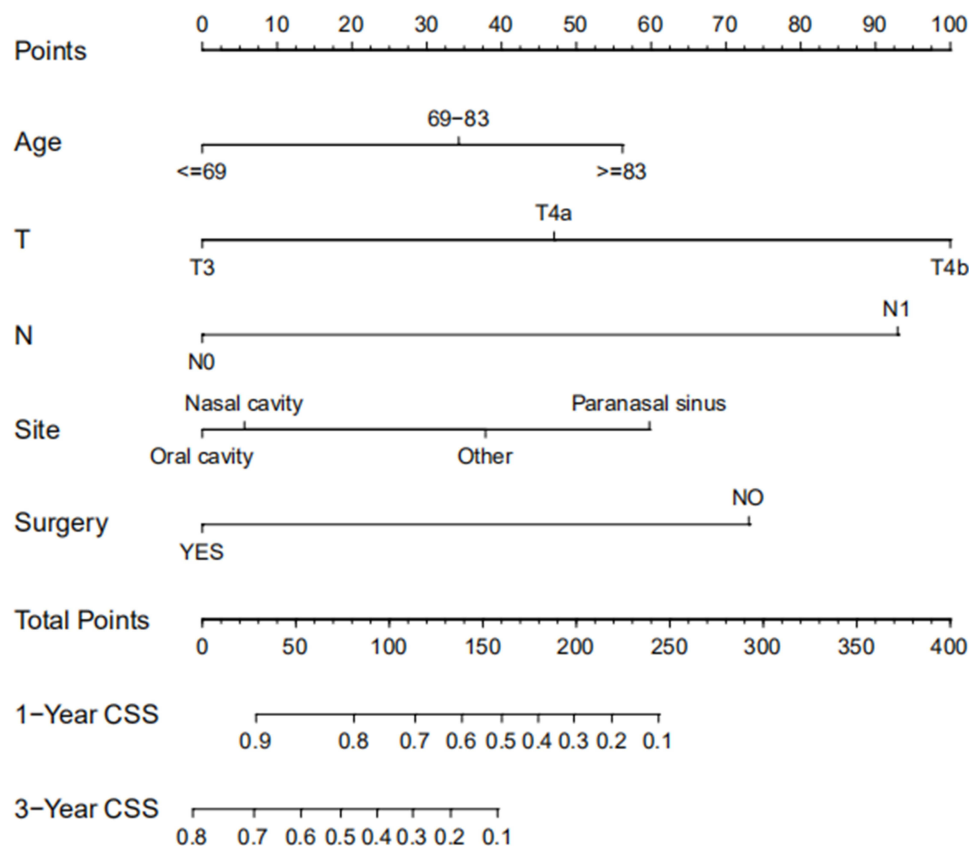 0 10 20 30 40 50 60 70 80 90 100
Points
69−83
Age
<=69 >=83
T4a
T
T3 T4b
N1
N
N0
Nasal cavity Paranasal sinus
Site
Oral cavity Other
NO
Surgery
YES
Total Points
0 50 100 150 200 250 300 350 400
1−Year CSS
0.9 0.8 0.7 0.6 0.5 0.4 0.3 0.2 0.1
3−Year CSS
0.8 0.7 0.6 0.5 0.4 0.3 0.2 0.1